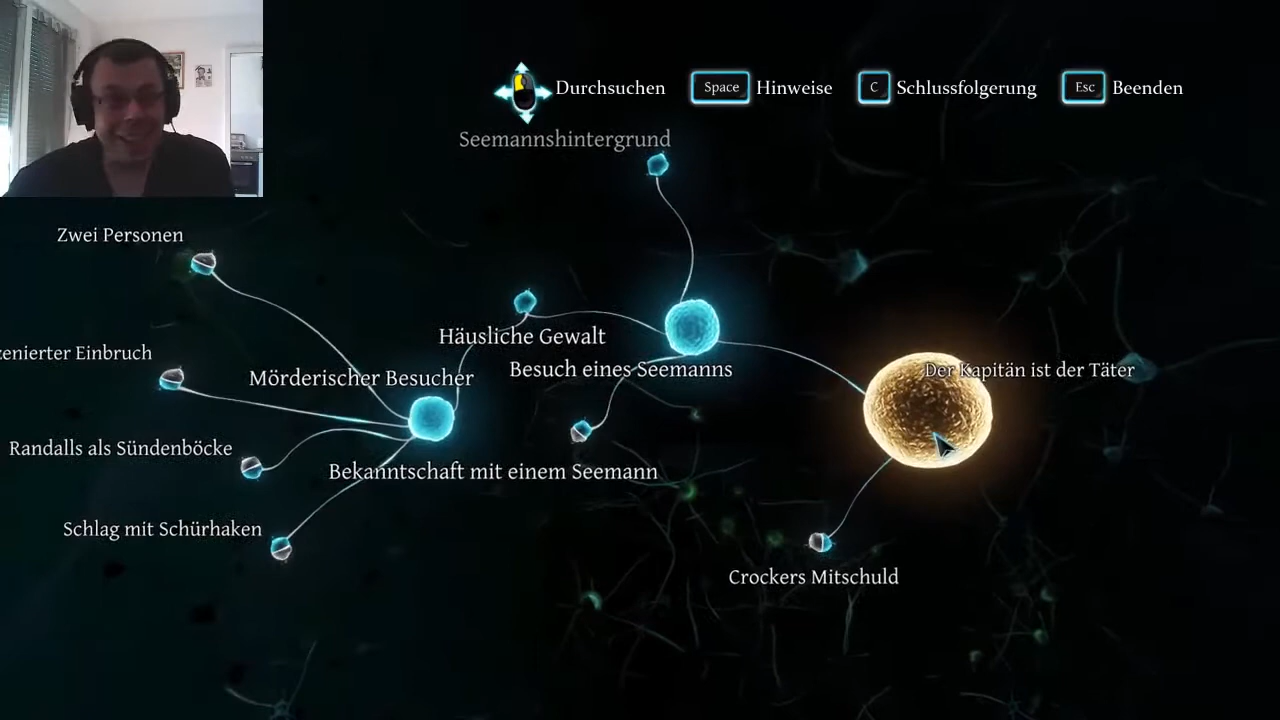 Durchsuchen
Space Hinweise
C Schlussfolgerung
Esc Beenden
Seemannshintergrund
Zwei Personen
Häusliche Gewalt
zenierter Einbruch
Mörderischer Besucher
Besuch eines Seemanns
Der Kapitän ist der Täter
Randalls als Sündenböcke
Bekanntschaft mit einem Seemann
Schlag mit Schürhaken
Crockers Mitschuld